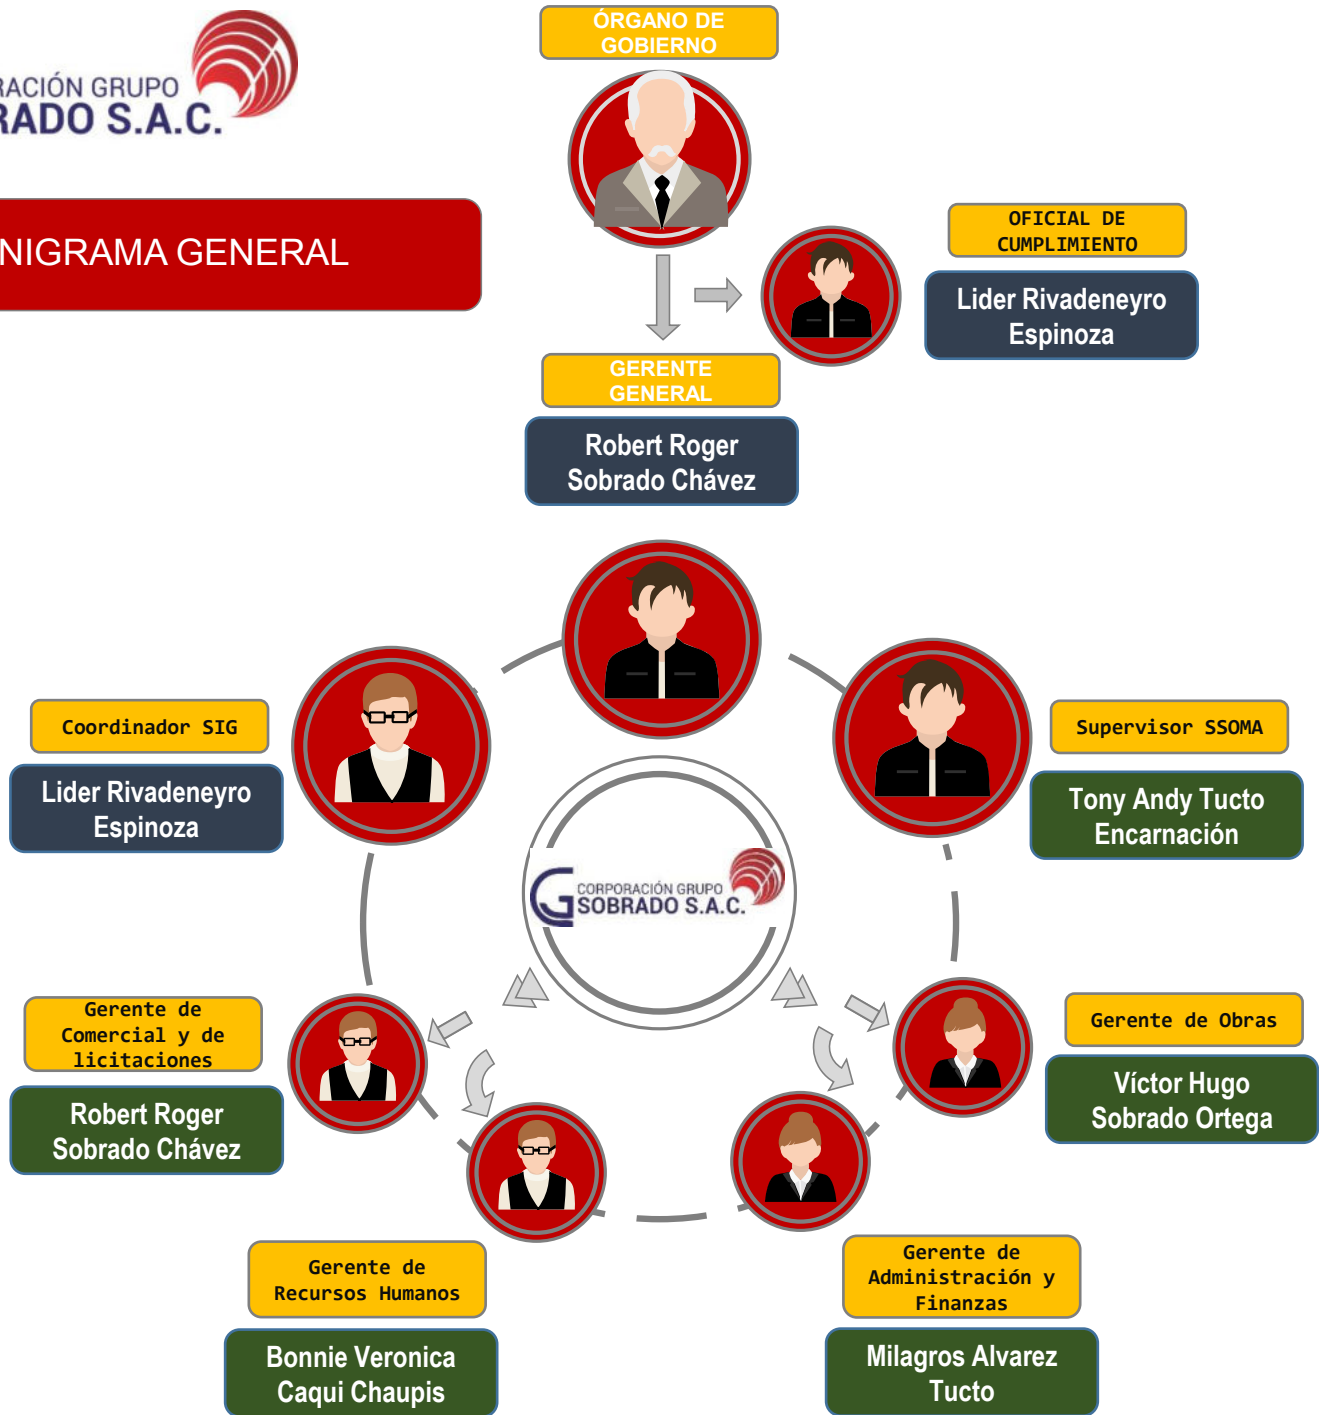 ÓRGANO DE
GOBIERNO
RACIÓN GRUPO
RADO S.A.C.
NIGRAMA GENERAL
OFICIAL DE
CUMPLIMIENTO
Lider Rivadeneyro
Espinoza
GERENTE
GENERAL
Robert Roger
Sobrado Chávez
Coordinador SIG
Lider Rivadeneyro
Espinoza
Supervisor SSOMA
Tony Andy Tucto
Encarnación
CORPORACIÓN GRUPO
SOBRADO S.A.C.
Gerente de
Comercial y de
licitaciones
Robert Roger
Sobrado Chávez
Gerente de Obras
Víctor Hugo
Sobrado Ortega
Gerente de
Recursos Humanos
Bonnie Veronica
Caqui Chaupis
Gerente de
Administración y
Finanzas
Milagros Alvarez
Tucto